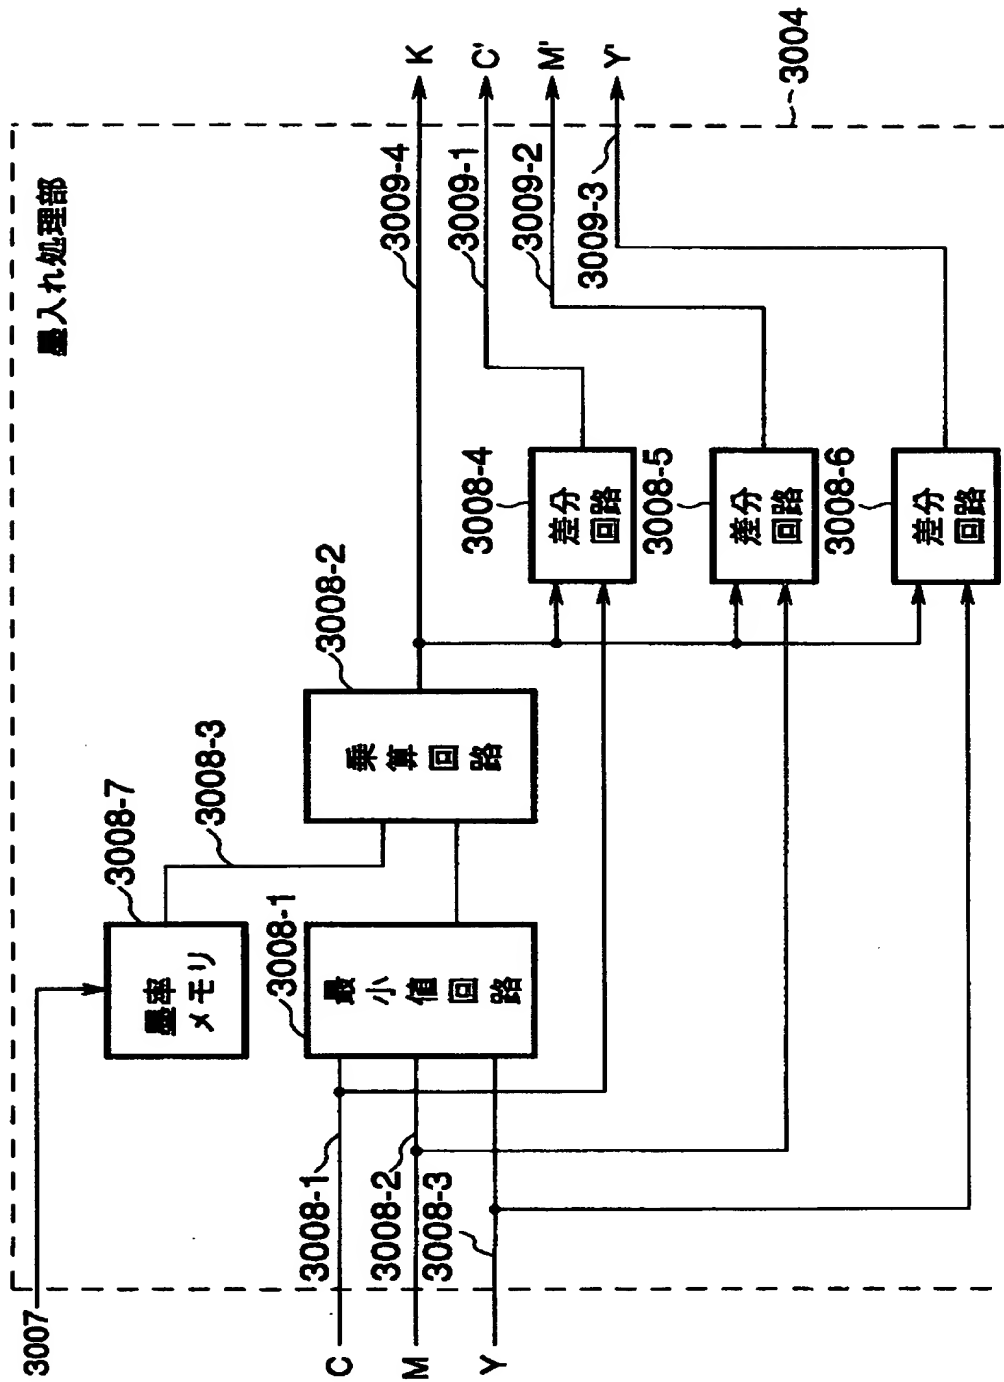 墨入れ処理部
3004
3007
墨率
メモリ
3008-7
3008-3
C
M
Y
3008-1
3008-2
3008-3
最小値回路
3008-1
乗算回路
3008-2
差分
回路
3008-4
差分
回路
3008-5
差分
回路
3008-6
3009-4
3009-1
3009-2
3009-3
K
C'
M'
Y'